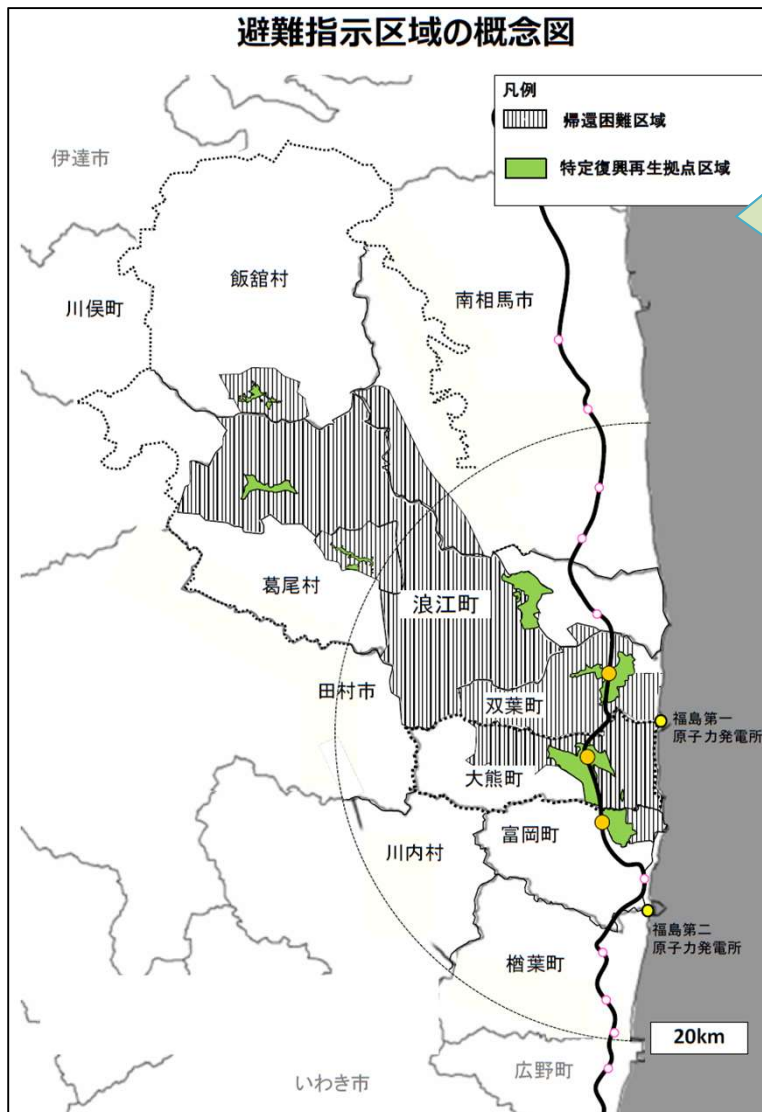 避難指示区域の概念図
凡例
帰還困難区域
特定復興再生拠点区域
伊達市
飯舘村
川俣町
南相馬市
葛尾村
浪江町
田村市
双葉町
福島第一
原子力発電所
大熊町
富岡町
川内村
福島第二
原子力発電所
楢葉町
20km
広野町
いわき市